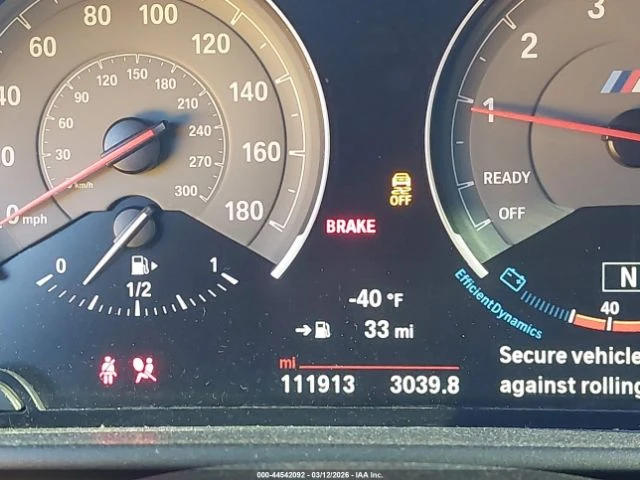 80 100
60 120
40 140
160
180
0 mph
120 150
90 180
60 210
240
30 270
km/h 300
0 1/2 1
BRAKE
OFF
-40 °F
33 mi
mi
111913 3039.8
3
2
1
READY
OFF
EfficientDynamics
N
40
Secure vehicle
against rolling
000-44542092 - 03/12/2026 - IAA Inc.